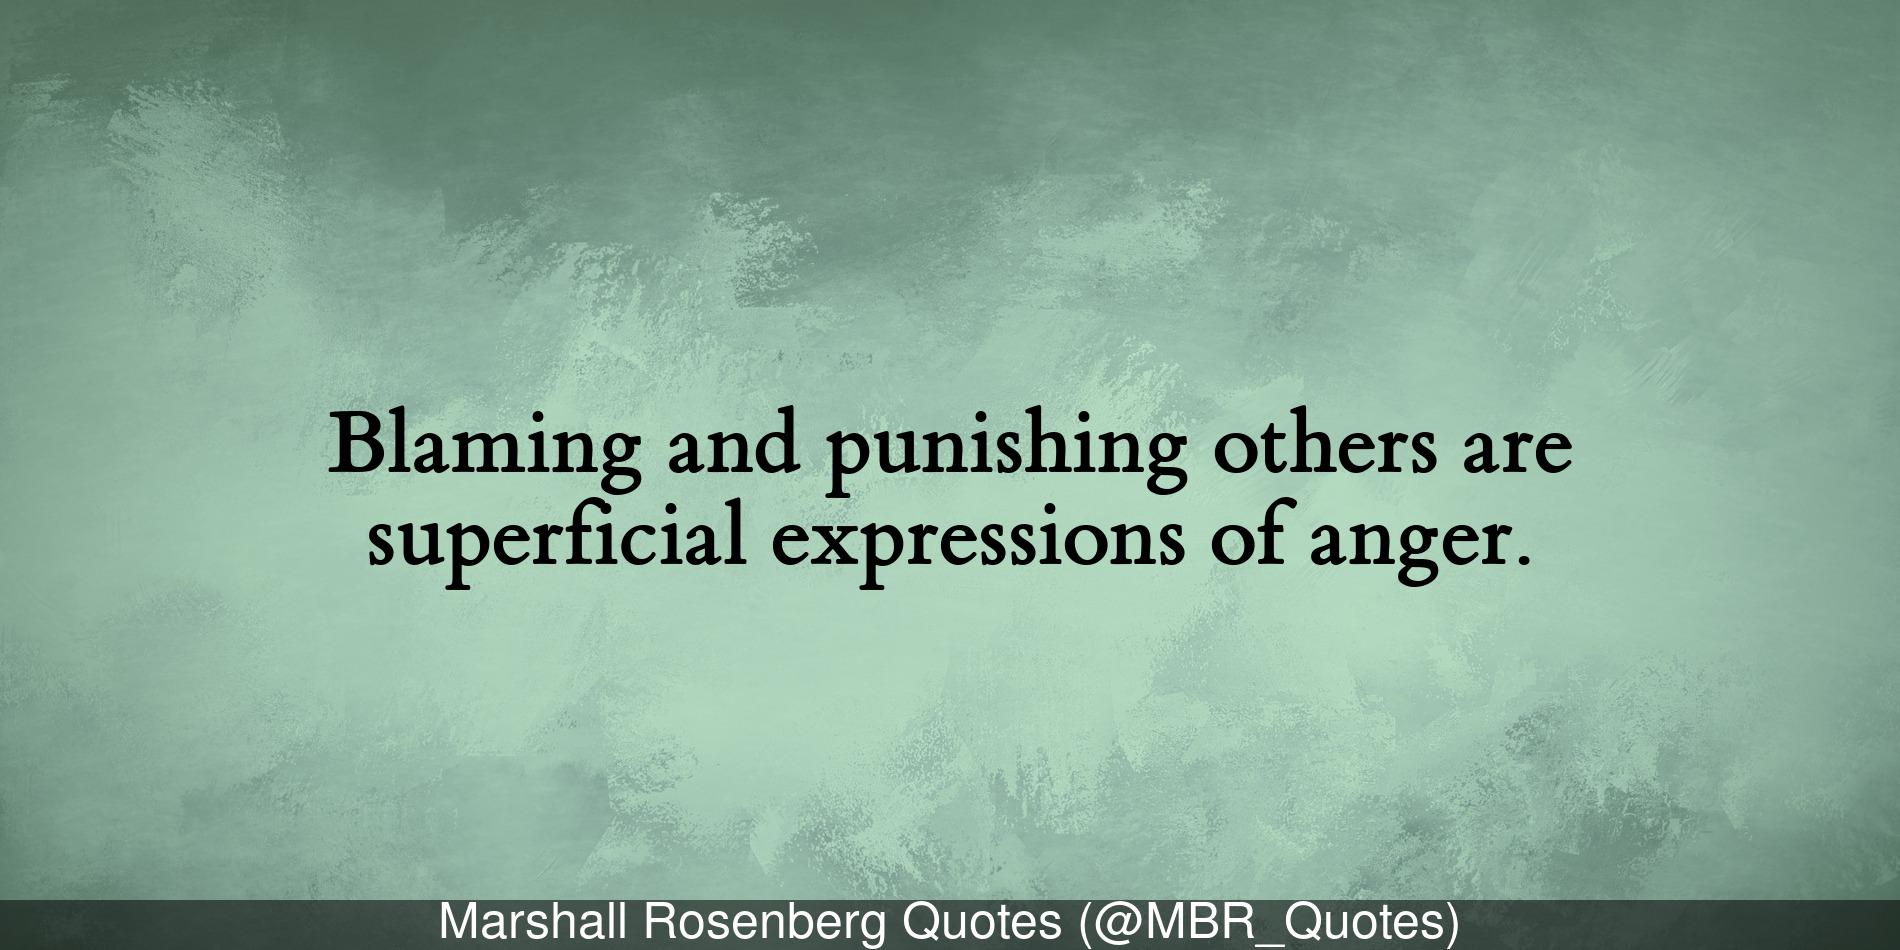 Blaming and punishing others are
superficial expressions of anger.
Marshall Rosenberg Quotes (@MBR_Quotes)